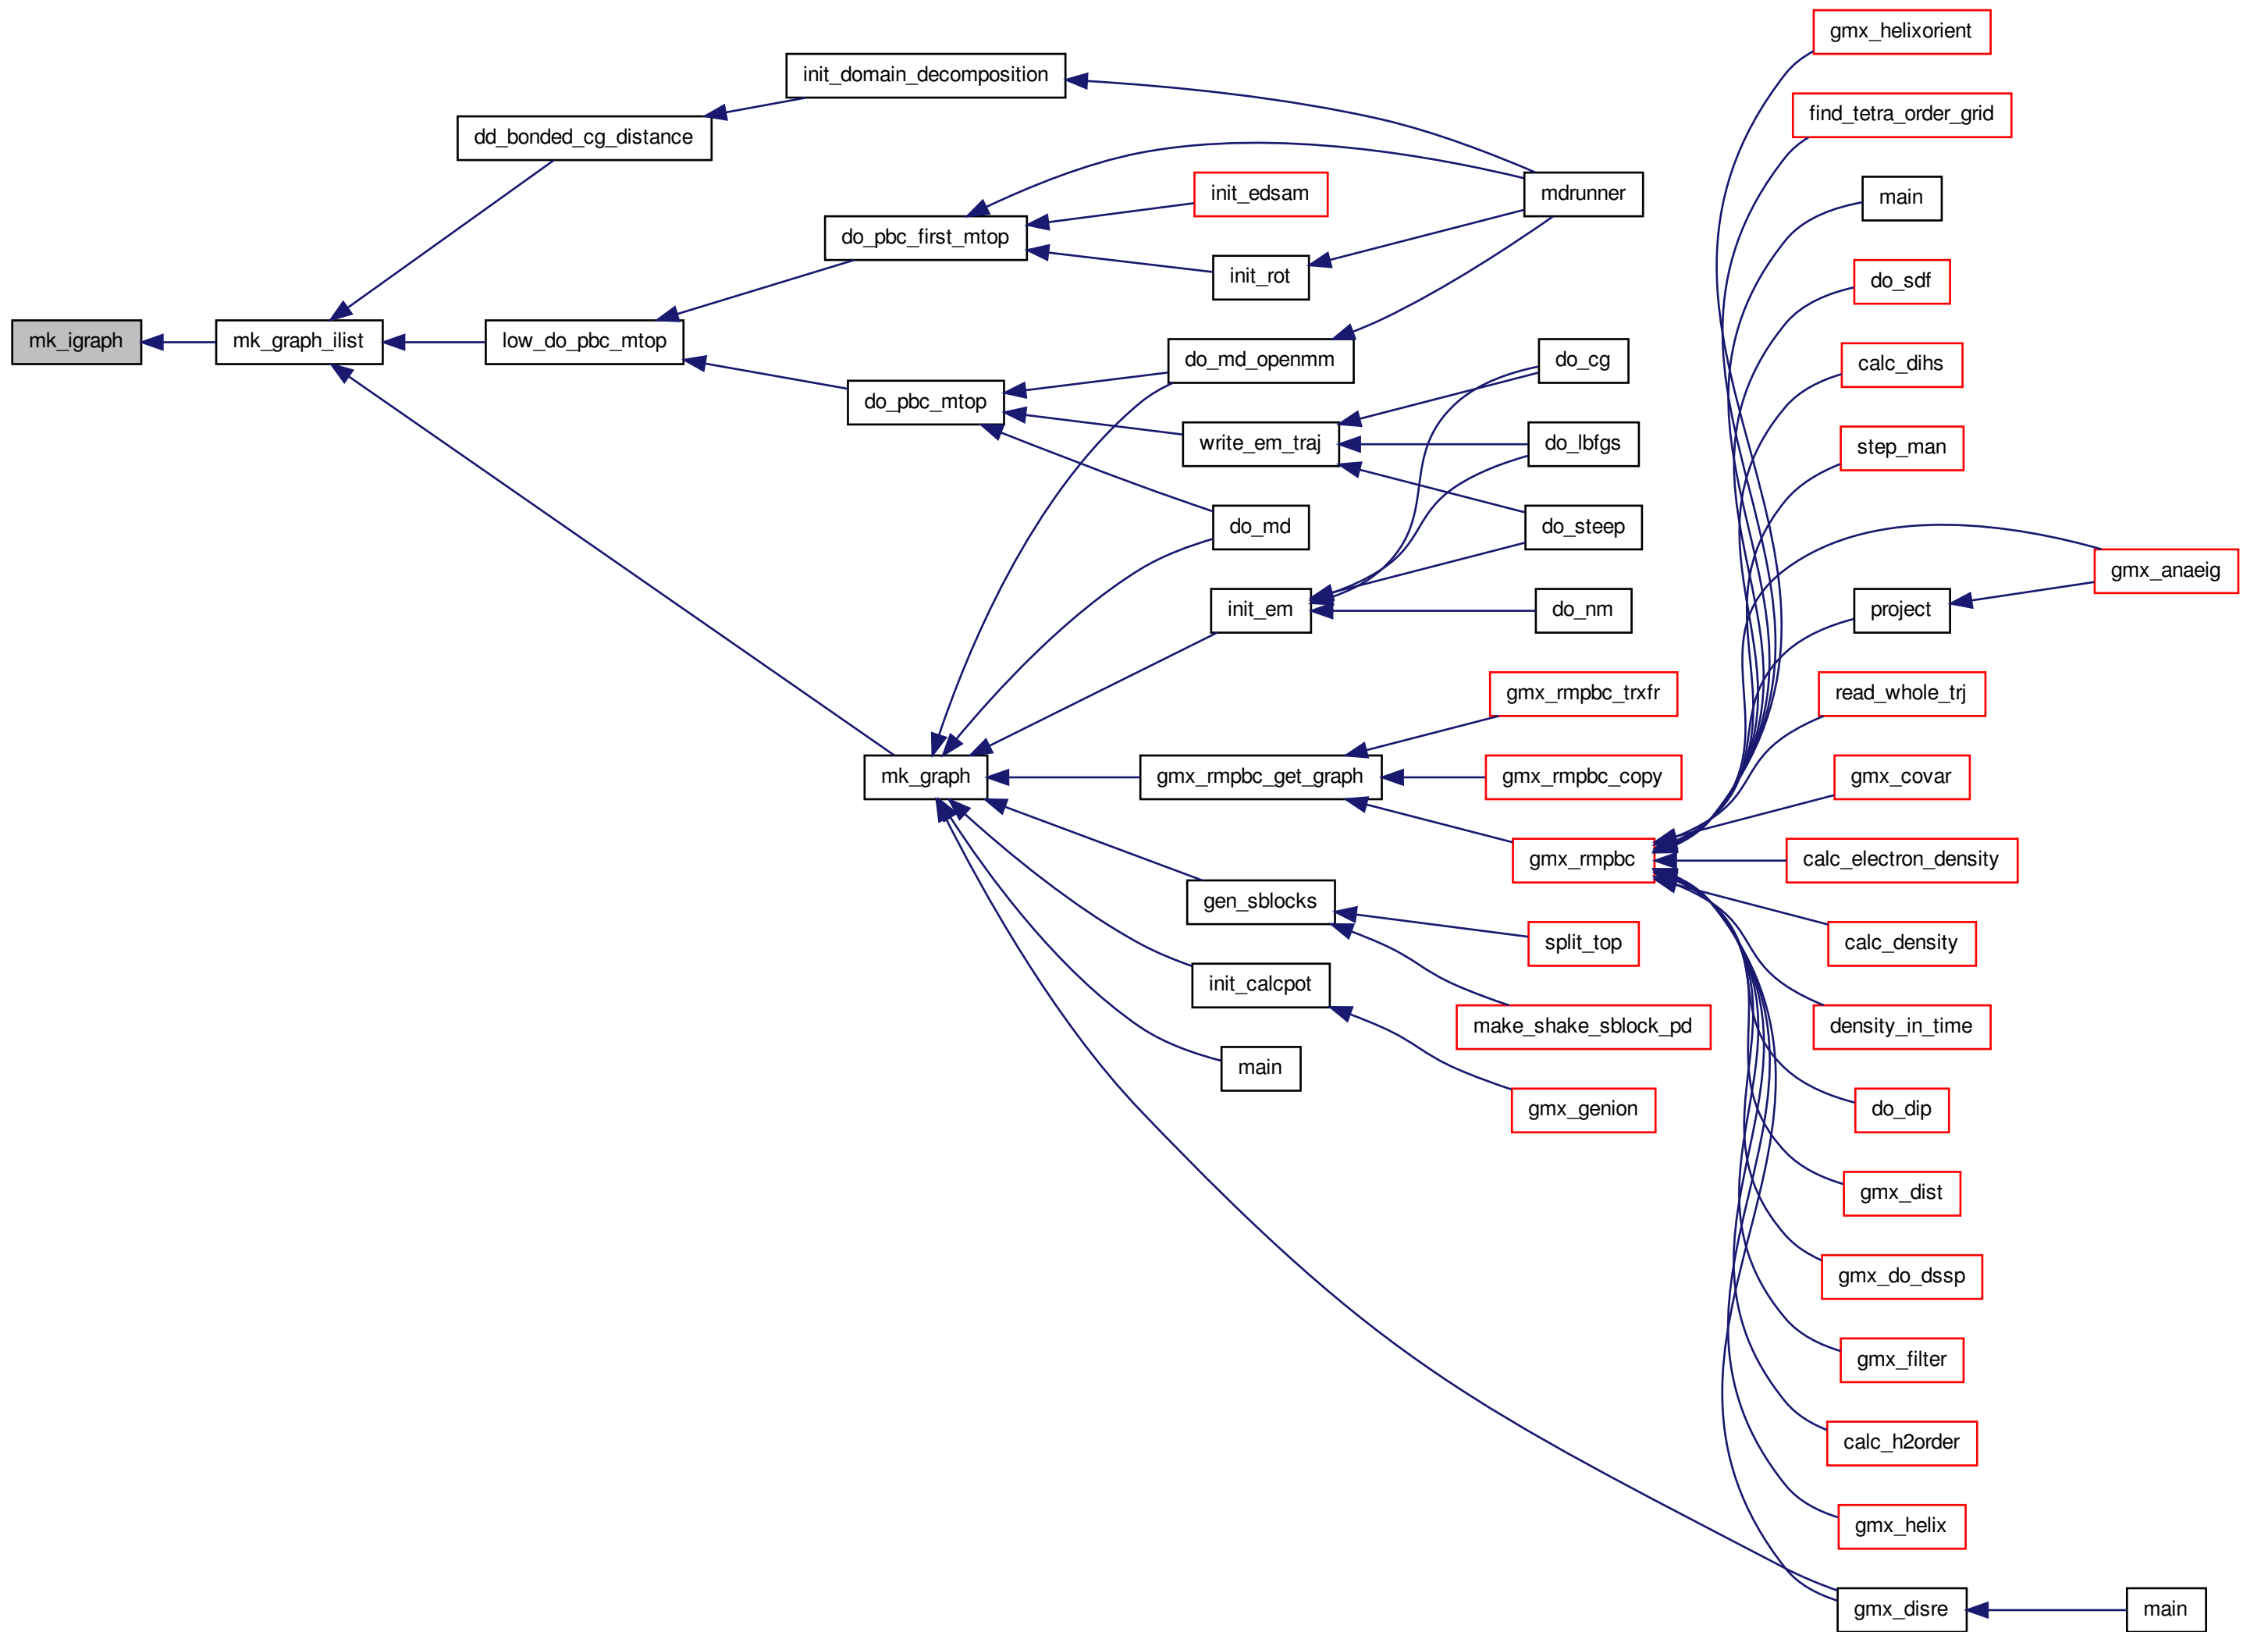 mk_igraph
mk_graph_ilist
dd_bonded_cg_distance
low_do_pbc_mtop
init_domain_decomposition
do_pbc_first_mtop
do_pbc_mtop
mk_graph
init_edsam
init_rot
do_md_openmm
write_em_traj
do_md
init_em
gmx_rmpbc_get_graph
gen_sblocks
init_calcpot
main
mdrunner
do_cg
do_lbfgs
do_steep
do_nm
gmx_rmpbc_trxfr
gmx_rmpbc_copy
gmx_rmpbc
split_top
make_shake_sblock_pd
gmx_genion
gmx_helixorient
find_tetra_order_grid
main
do_sdf
calc_dihs
step_man
project
read_whole_trj
gmx_covar
calc_electron_density
calc_density
density_in_time
do_dip
gmx_dist
gmx_do_dssp
gmx_filter
calc_h2order
gmx_helix
gmx_disre
gmx_anaeig
main